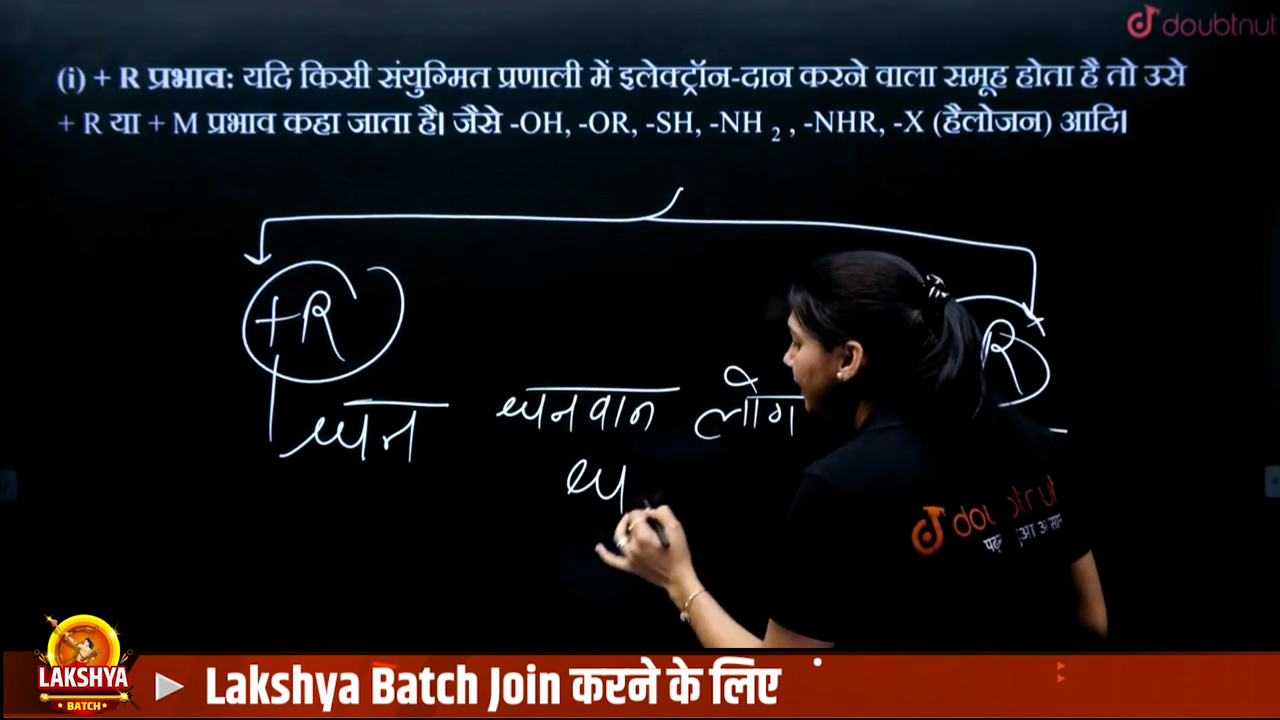 doubtnut
(i) + R प्रभाव: यदि किसी संयुग्मित प्रणाली में इलेक्ट्रॉन-दान करने वाला समूह होता है तो उसे
+ R या + M प्रभाव कहा जाता है। जैसे -OH, -OR, -SH, -NH 2 , -NHR, -X (हैलोजन) आदि।
+R
R
धन धनवान लोग
ध
doubtnut
LAKSHYA
BATCH
Lakshya Batch Join करने के लिए